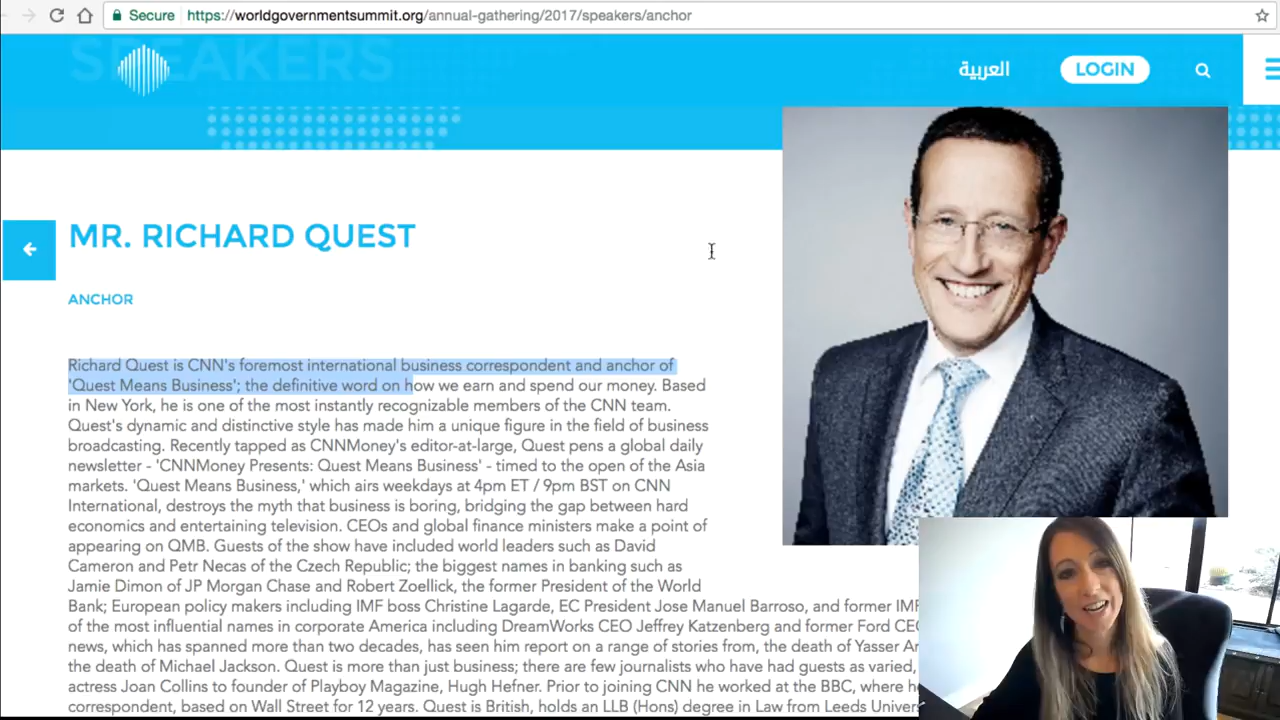 Secure https://worldgovernmentsummit.org/annual-gathering/2017/speakers/anchor
SPEAKERS
العربية
LOGIN
MR. RICHARD QUEST
ANCHOR
Richard Quest is CNN's foremost international business correspondent and anchor of
'Quest Means Business'; the definitive word on how we earn and spend our money. Based
in New York, he is one of the most instantly recognizable members of the CNN team.
Quest's dynamic and distinctive style has made him a unique figure in the field of business
broadcasting. Recently tapped as CNNMoney's editor-at-large, Quest pens a global daily
newsletter - 'CNNMoney Presents: Quest Means Business' - timed to the open of the Asia
markets. 'Quest Means Business,' which airs weekdays at 4pm ET / 9pm BST on CNN
International, destroys the myth that business is boring, bridging the gap between hard
economics and entertaining television. CEOs and global finance ministers make a point of
appearing on QMB. Guests of the show have included world leaders such as David
Cameron and Petr Necas of the Czech Republic; the biggest names in banking such as
Jamie Dimon of JP Morgan Chase and Robert Zoellick, the former President of the World
Bank; European policy makers including IMF boss Christine Lagarde, EC President Jose Manuel Barroso, and former IMF
of the most influential names in corporate America including DreamWorks CEO Jeffrey Katzenberg and former Ford CEO
news, which has spanned more than two decades, has seen him report on a range of stories from, the death of Yasser
the death of Michael Jackson. Quest is more than just business; there are few journalists who have had guests as varied,
actress Joan Collins to founder of Playboy Magazine, Hugh Hefner. Prior to joining CNN he worked at the BBC, where
correspondent, based on Wall Street for 12 years. Quest is British, holds an LLB (Hons) degree in Law from Leeds